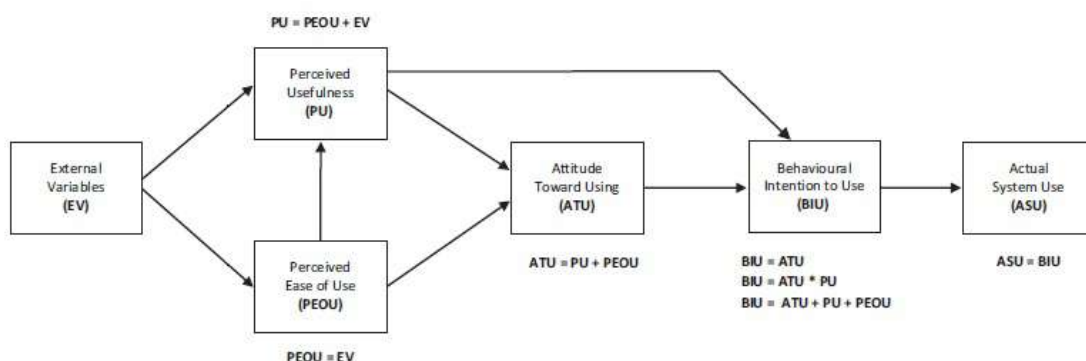 PU = PEOU + EV
Perceived
Usefulness
(PU)
External
Variables
(EV)
Attitude
Toward Using
(ATU)
Behavioural
Intention to Use
(BIU)
Actual
System Use
(ASU)
Perceived
Ease of Use
(PEOU)
ATU = PU + PEOU
BIU = ATU
BIU = ATU * PU
BIU = ATU + PU + PEOU
ASU = BIU
PEOU = EV